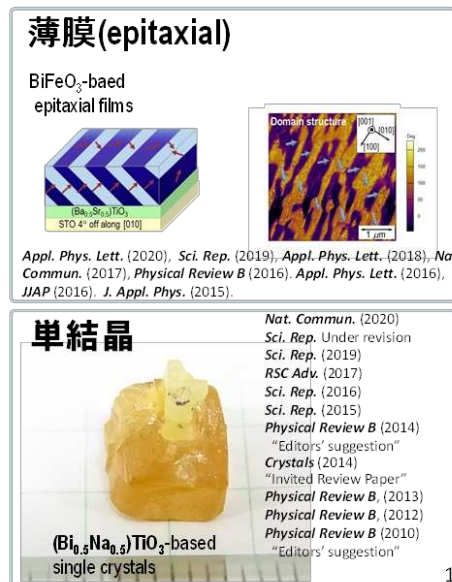 薄膜(epitaxial)
BiFeO₃-baed
epitaxial films
(Ba₀.₅Sr₀.₅)TiO₃
STO 4° off along [010]
Domain structure
[001]
[010]
[100]
1 μm
Deg.
200
100
0
Appl. Phys. Lett. (2020), Sci. Rep. (2019), Appl. Phys. Lett. (2018), Na
Commun. (2017), Physical Review B (2016). Appl. Phys. Lett. (2016),
JJAP (2016). J. Appl. Phys. (2015).
単結晶
Nat. Commun. (2020)
Sci. Rep. Under revision
Sci. Rep. (2019)
RSC Adv. (2017)
Sci. Rep. (2016)
Sci. Rep. (2015)
Physical Review B (2014)
"Editors' suggestion"
Crystals (2014)
"Invited Review Paper"
Physical Review B, (2013)
Physical Review B, (2012)
Physical Review B (2010)
"Editors' suggestion"
(Bi₀.₅Na₀.₅)TiO₃-based
single crystals
1